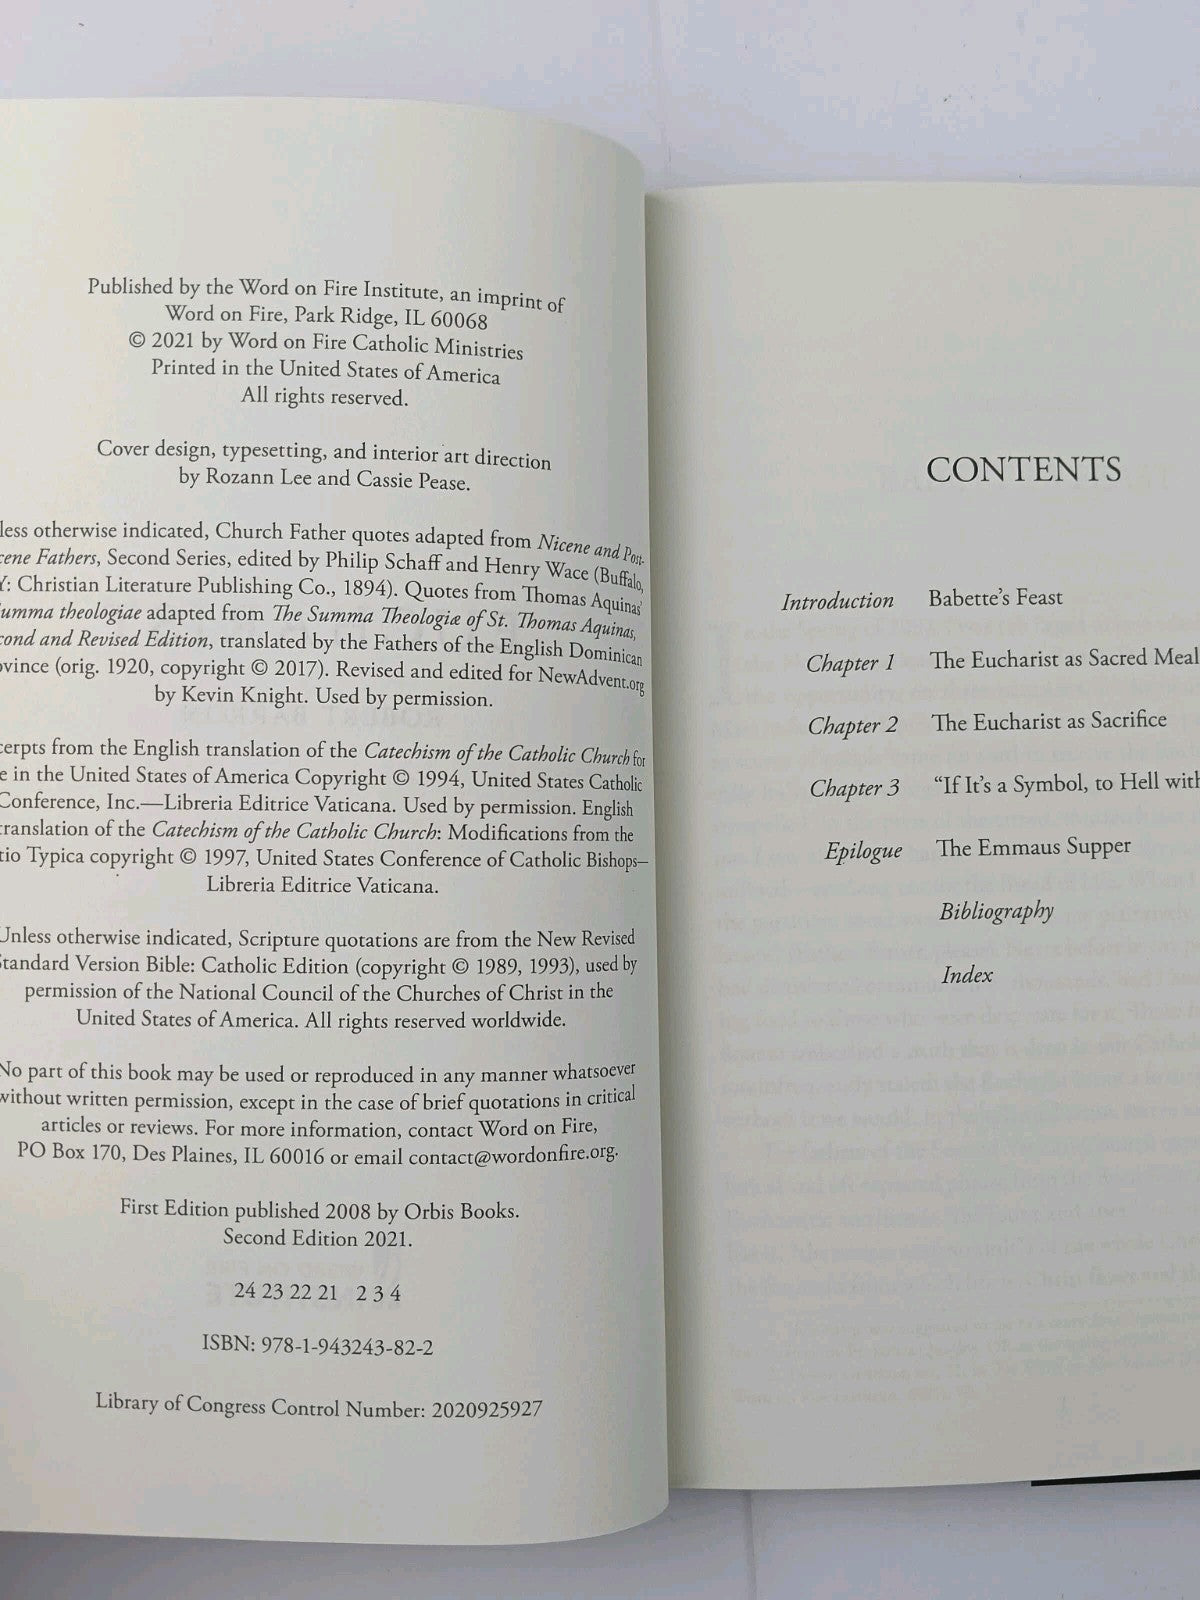 Published by the Word on Fire Institute, an imprint of
Word on Fire, Park Ridge, IL 60068
© 2021 by Word on Fire Catholic Ministries
Printed in the United States of America
All rights reserved.
Cover design, typesetting, and interior art direction
by Rozann Lee and Cassie Pease.
less otherwise indicated, Church Father quotes adapted from Nicene and Post-
cene Fathers, Second Series, edited by Philip Schaff and Henry Wace (Buffalo,
Y: Christian Literature Publishing Co., 1894). Quotes from Thomas Aquinas'
umma theologiae adapted from The Summa Theologiæ of St. Thomas Aquinas,
cond and Revised Edition, translated by the Fathers of the English Dominican
ovince (orig. 1920, copyright © 2017). Revised and edited for NewAdvent.org
by Kevin Knight. Used by permission.
cerpts from the English translation of the Catechism of the Catholic Church for
e in the United States of America Copyright © 1994, United States Catholic
Conference, Inc.—Libreria Editrice Vaticana. Used by permission. English
translation of the Catechism of the Catholic Church: Modifications from the
tio Typica copyright © 1997, United States Conference of Catholic Bishops–
Libreria Editrice Vaticana.
Unless otherwise indicated, Scripture quotations are from the New Revised
Standard Version Bible: Catholic Edition (copyright © 1989, 1993), used by
permission of the National Council of the Churches of Christ in the
United States of America. All rights reserved worldwide.
No part of this book may be used or reproduced in any manner whatsoever
without written permission, except in the case of brief quotations in critical
articles or reviews. For more information, contact Word on Fire,
PO Box 170, Des Plaines, IL 60016 or email contact@wordonfire.org.
First Edition published 2008 by Orbis Books.
Second Edition 2021.
24 23 22 21 2 3 4
ISBN: 978-1-943243-82-2
Library of Congress Control Number: 2020925927
CONTENTS
Introduction Babette's Feast
Chapter 1 The Eucharist as Sacred Meal
Chapter 2 The Eucharist as Sacrifice
Chapter 3 “If It's a Symbol, to Hell with
Epilogue The Emmaus Supper
Bibliography
Index